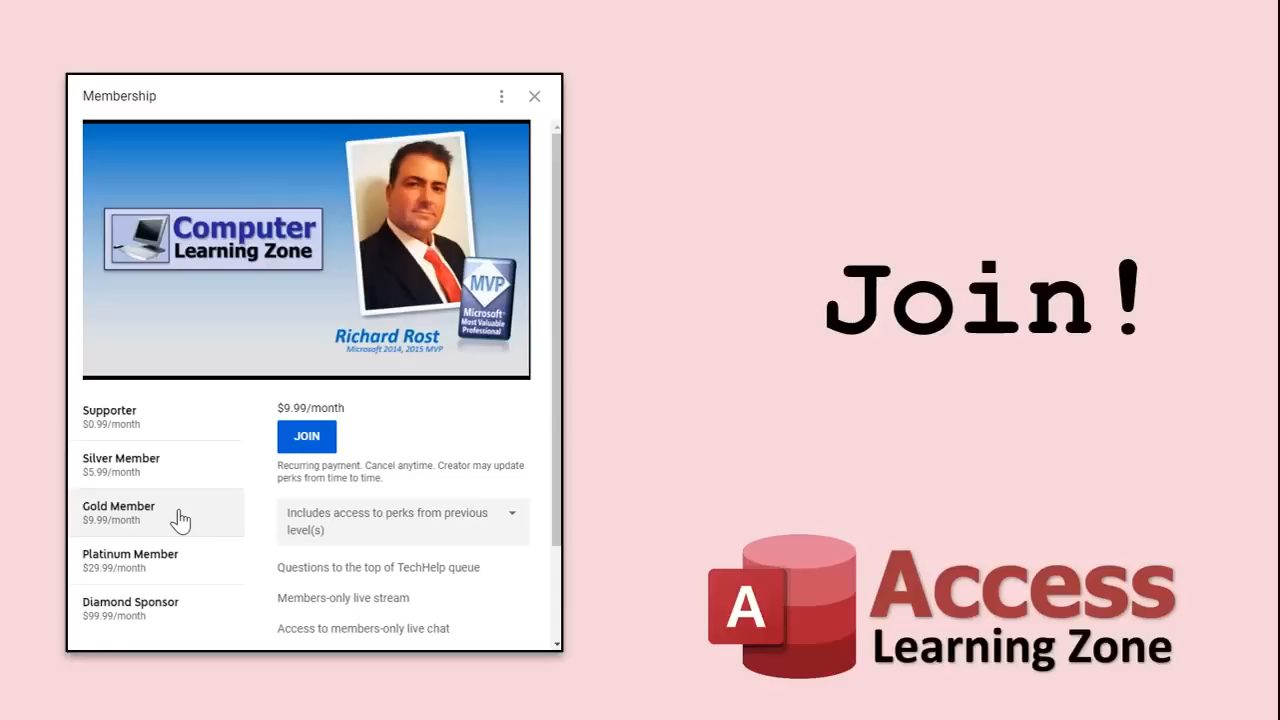 Membership
Computer
Learning Zone
MVP
Microsoft®
Most Valuable
Professional
Richard Rost
Microsoft 2014, 2015 MVP
Supporter
$0.99/month
Silver Member
$5.99/month
Gold Member
$9.99/month
Platinum Member
$29.99/month
Diamond Sponsor
$99.99/month
$9.99/month
JOIN
Recurring payment. Cancel anytime. Creator may update
perks from time to time.
Includes access to perks from previous
level(s)
Questions to the top of TechHelp queue
Members-only live stream
Access to members-only live chat
Join!
A
Access
Learning Zone